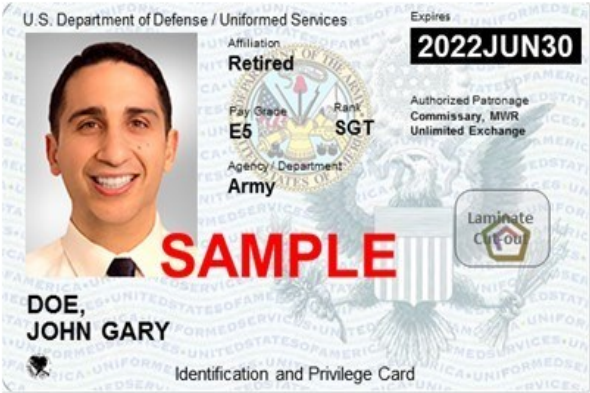 U.S. Department of Defense / Uniformed Services
Expires
2022JUN30
Affiliation
Retired
Pay Grade
Rank
E5
SGT
Agency / Department
Army
Authorized Patronage
Commissary, MWR
Unlimited Exchange
Laminate
Cut-out
SAMPLE
DOE,
JOHN GARY
Identification and Privilege Card